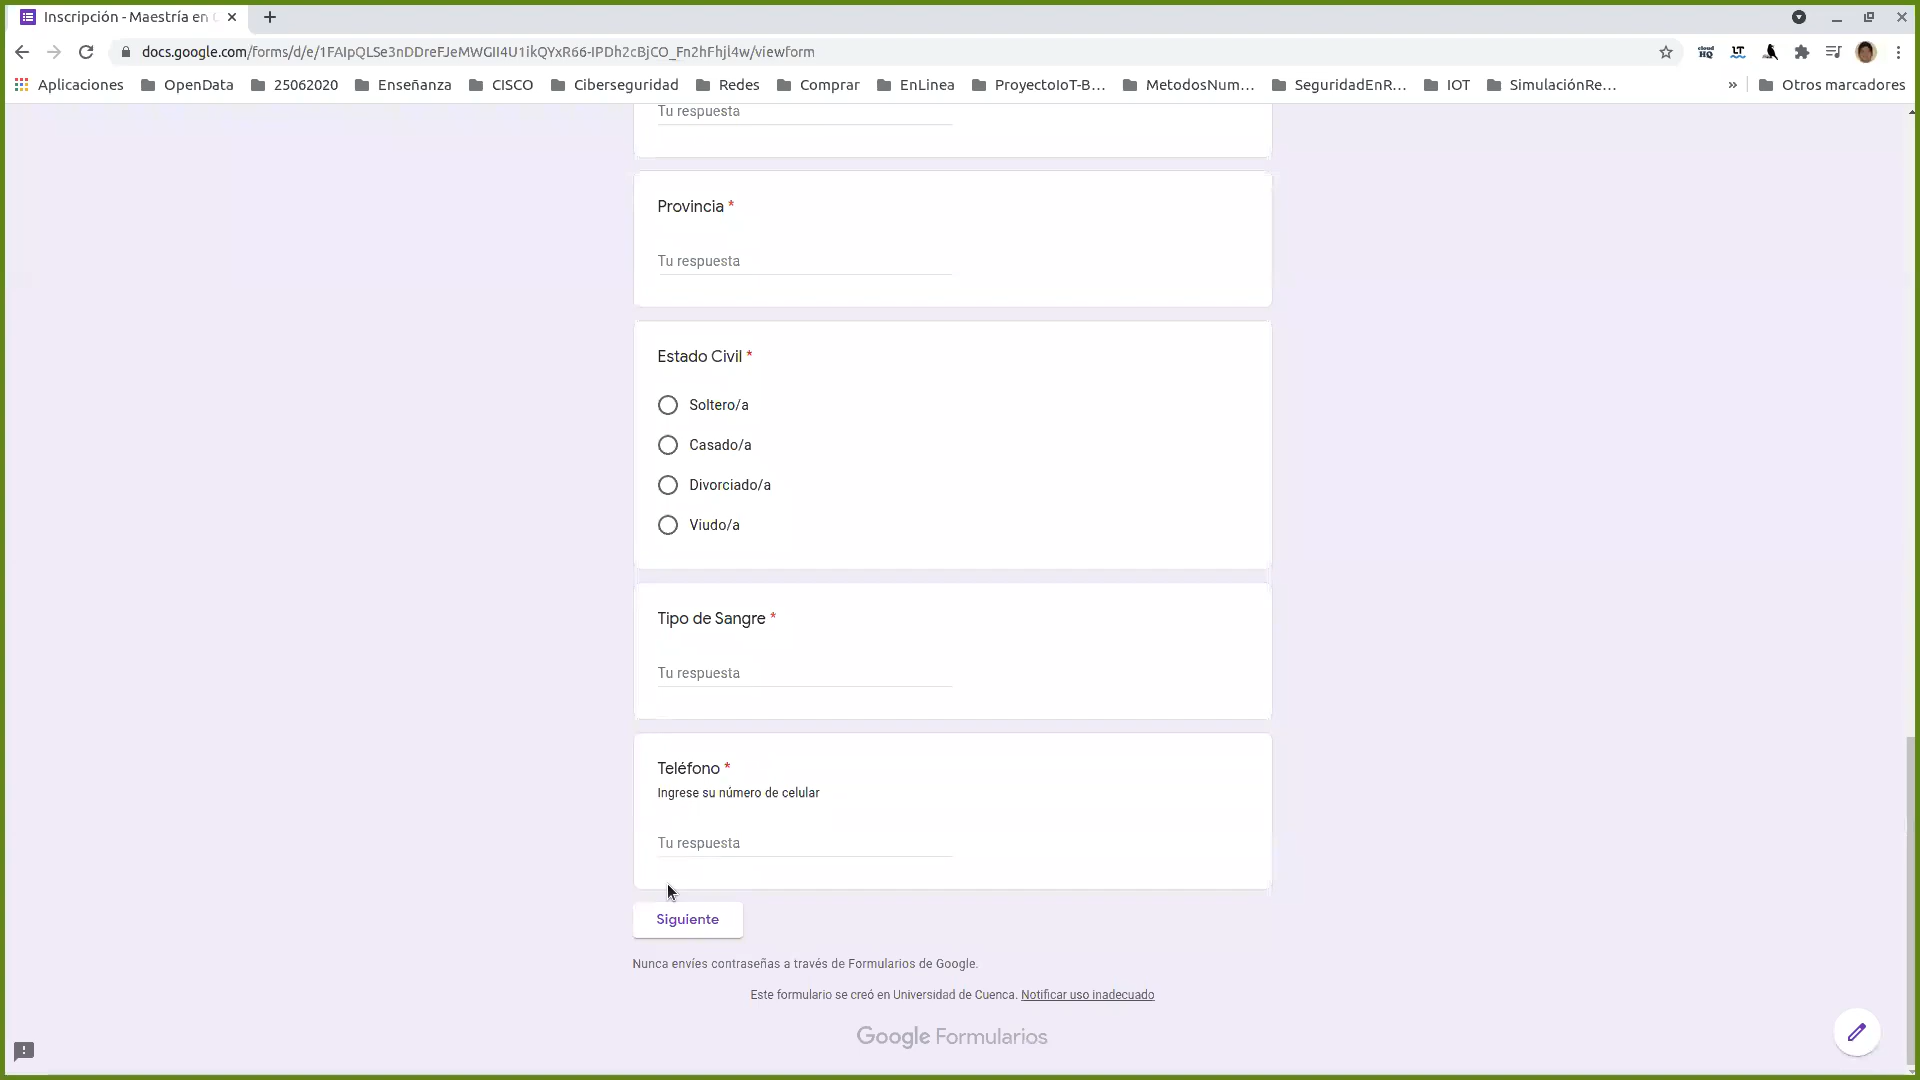 Inscripción - Maestría en
docs.google.com/forms/d/e/1FAIpQLSe3nDDreFJeMWGII4U1ikQYxR66-IPDh2cBjCO_Fn2hFhjl4w/viewform
cloud HQ
LT
Aplicaciones OpenData 25062020 Enseñanza CISCO Ciberseguridad Redes Comprar EnLinea ProyectoIoT-B... MetodosNum... SeguridadEnR... IOT SimulaciónRe... » Otros marcadores
Tu respuesta
Provincia *
Tu respuesta
Estado Civil *
Soltero/a
Casado/a
Divorciado/a
Viudo/a
Tipo de Sangre *
Tu respuesta
Teléfono *
Ingrese su número de celular
Tu respuesta
Siguiente
Nunca envíes contraseñas a través de Formularios de Google.
Este formulario se creó en Universidad de Cuenca. Notificar uso inadecuado
Google Formularios